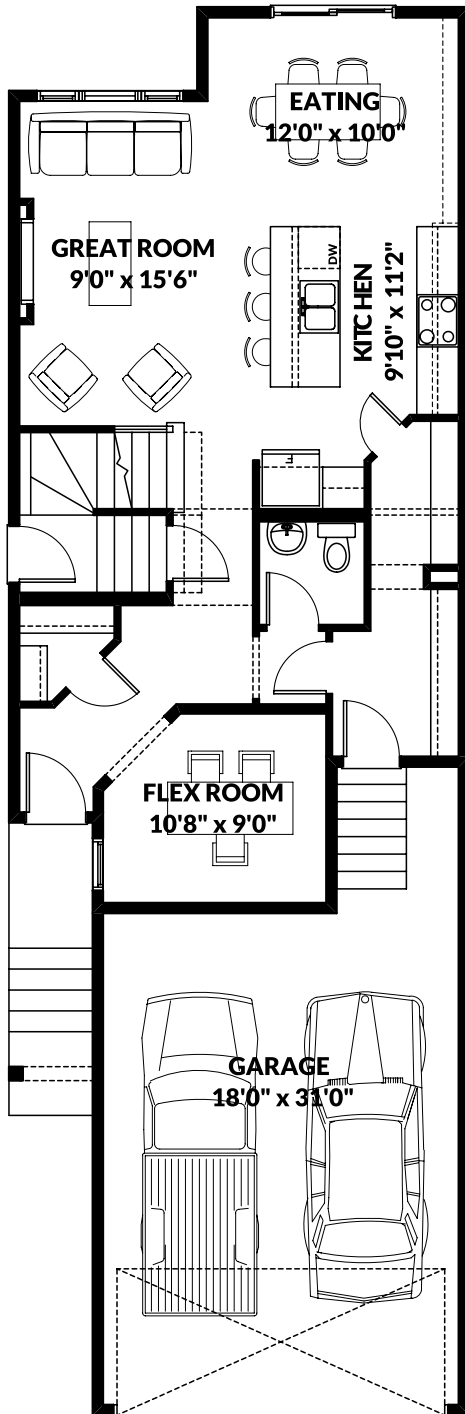 EATING
12'0" x 10'0"
GREAT ROOM
9'0" x 15'6"
DW
KITCHEN
9'10" x 11'2"
F
FLEX ROOM
10'8" x 9'0"
GARAGE
18'0" x 31'0"